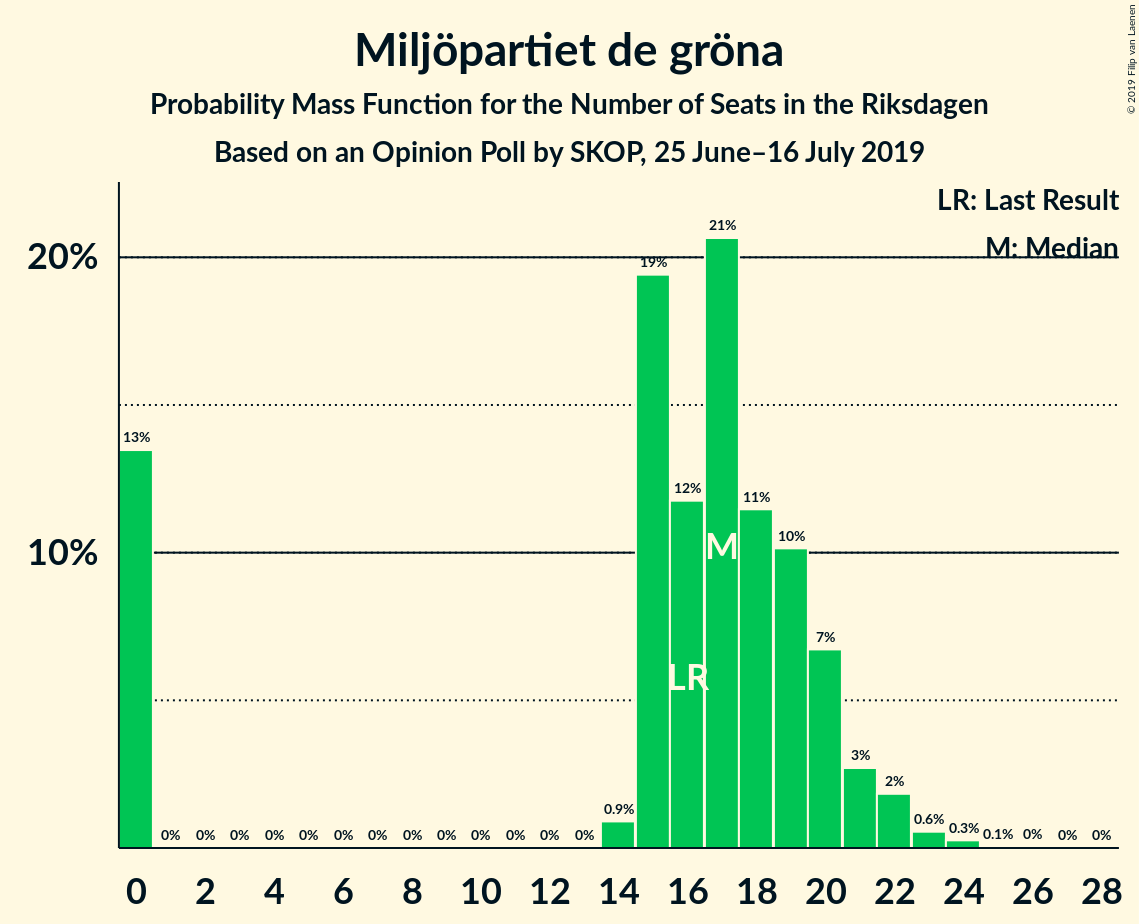 Miljöpartiet de gröna
Probability Mass Function for the Number of Seats in the Riksdagen
Based on an Opinion Poll by SKOP, 25 June–16 July 2019
© 2019 Filip van Laenen
LR: Last Result
M: Median
20%
10%
13% 0% 0% 0% 0% 0% 0% 0% 0% 0% 0% 0% 0% 0% 0.9% 19% 12% 21% 11% 10% 7% 3% 2% 0.6% 0.3% 0.1% 0% 0% 0%
M
LR
0 2 4 6 8 10 12 14 16 18 20 22 24 26 28